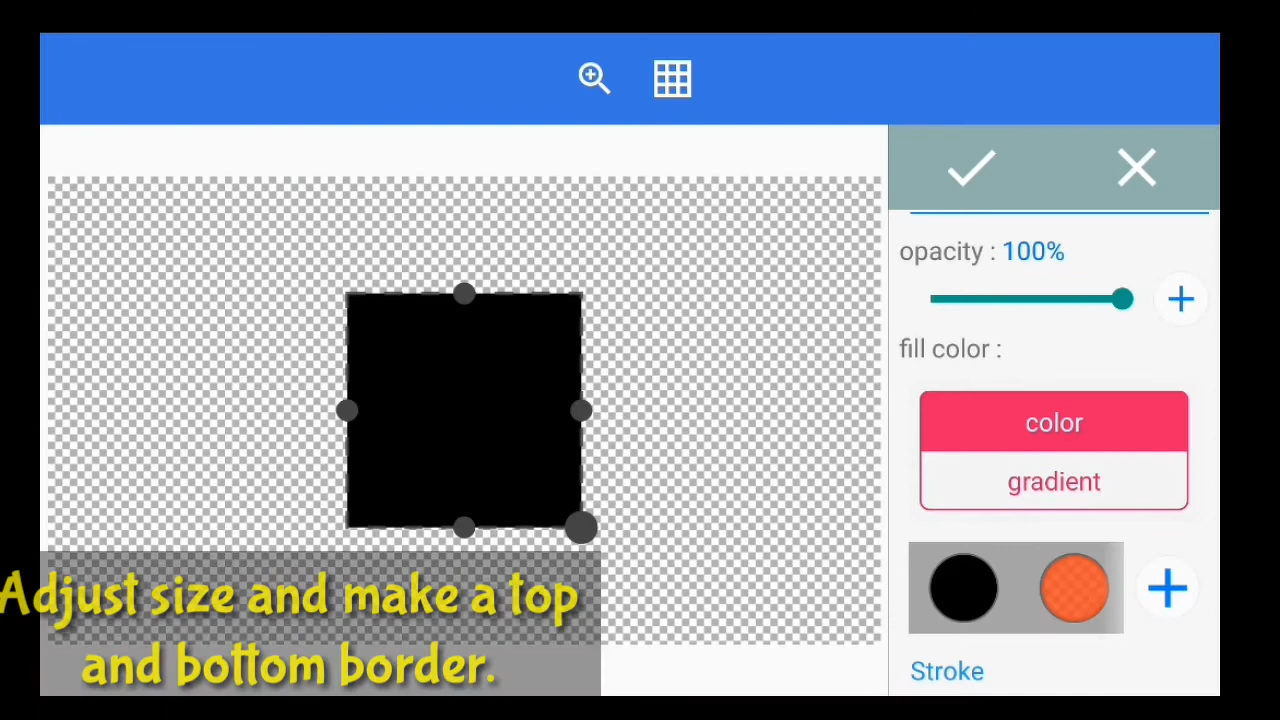 opacity : 100%
fill color :
color
gradient
Stroke
Adjust size and make a top
and bottom border.